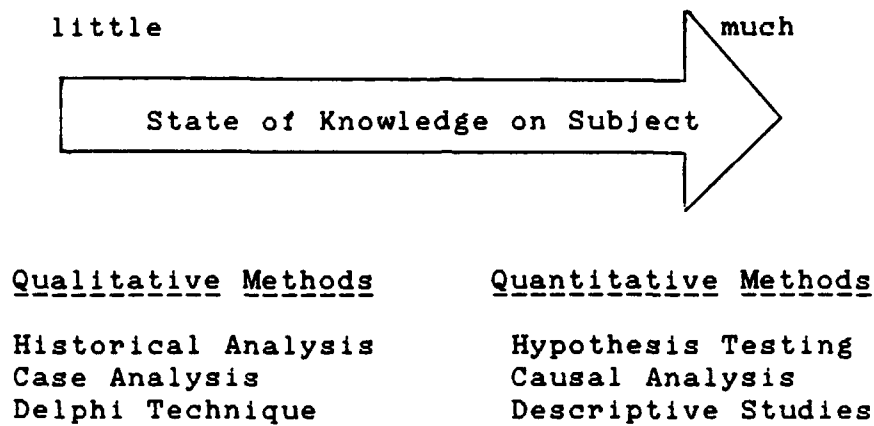 little much
State of Knowledge on Subject
Qualitative Methods Quantitative Methods
Historical Analysis Hypothesis Testing
Case Analysis Causal Analysis
Delphi Technique Descriptive Studies